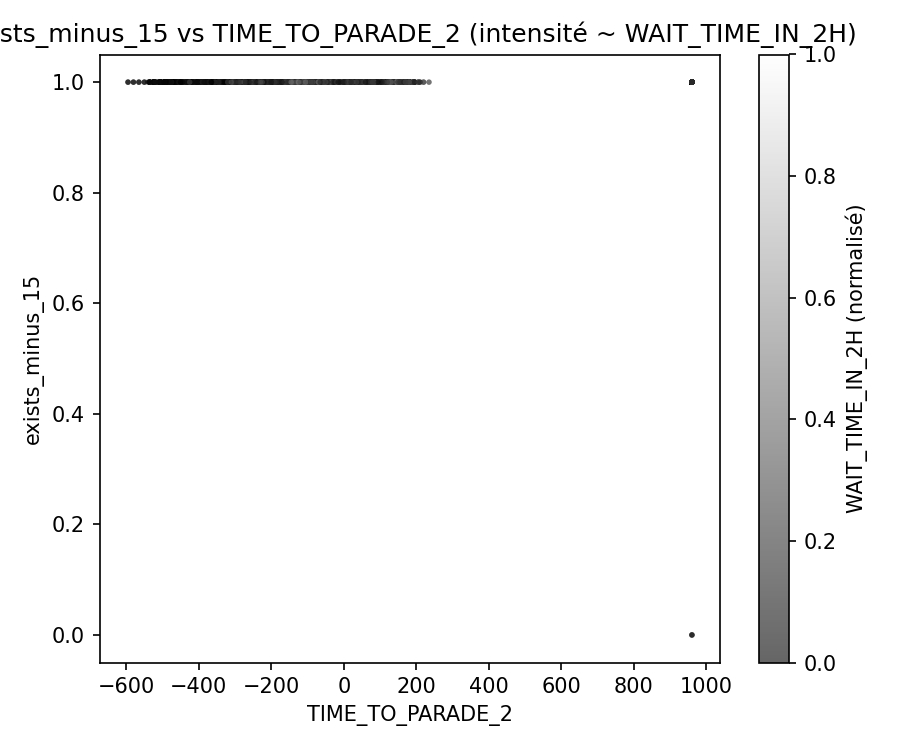 sts_minus_15 vs TIME_TO_PARADE_2 (intensité ~ WAIT_TIME_IN_2H)
1.0
0.8
0.6
0.4
0.2
0.0
exists_minus_15
−600 −400 −200 0 200 400 600 800 1000
TIME_TO_PARADE_2
1.0
0.8
0.6
0.4
0.2
0.0
WAIT_TIME_IN_2H (normalisé)